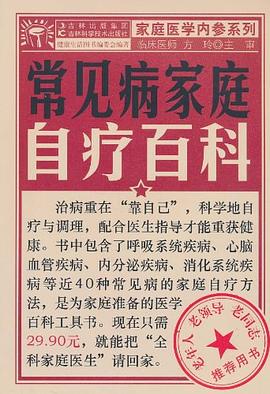 吉林出版集团
吉林科学技术出版社
健康生活图书编委会编著
家庭医学内参系列
临床医师 方 玲◎主 审
常见病家庭
自疗百科
治病重在“靠自己”，科学地自
疗与调理，配合医生指导才能重获健
康。书中包含了呼吸系统疾病、心脑
血管疾病、内分泌疾病、消化系统疾
病等近40种常见病的家庭自疗方
法，是为家庭准备的医学
百科工具书。现在只需
29.90元，就能把“全
科家庭医生”请回家。
老年人 老领导 老同志
推荐用书